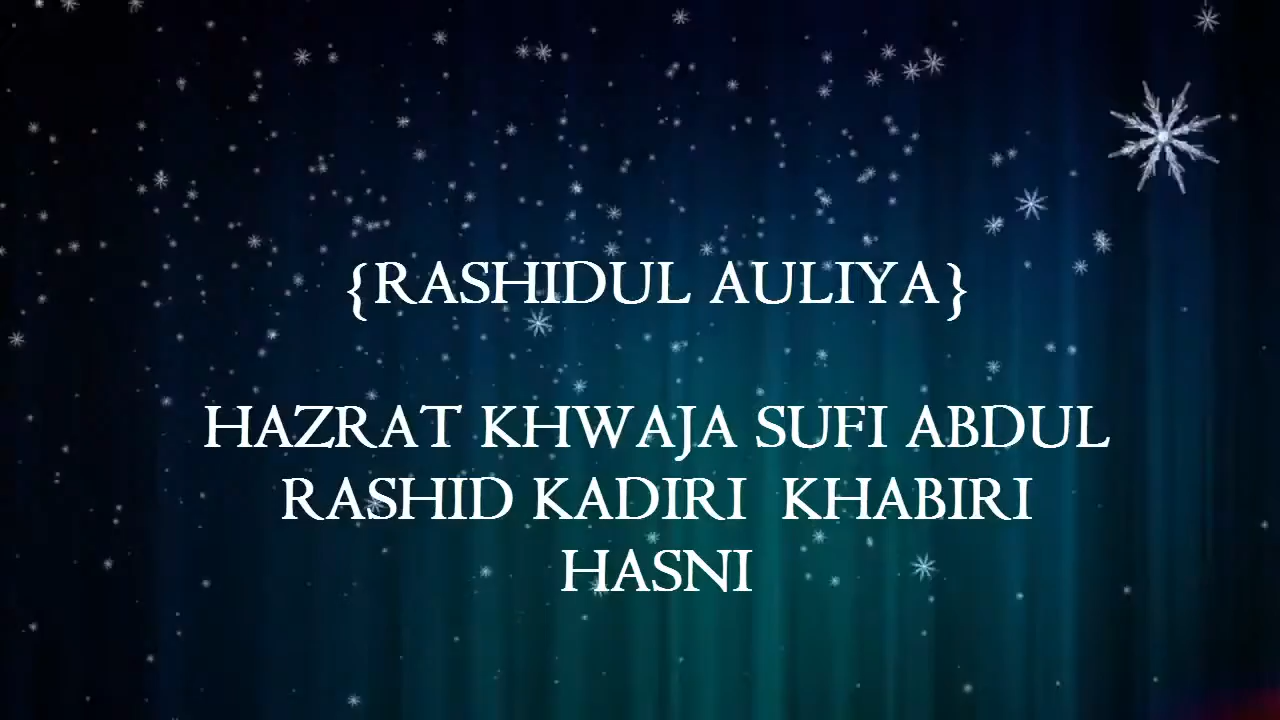 {RASHIDUL AULIYA}
HAZRAT KHWAJA SUFI ABDUL
RASHID KADIRI KHABIRI
HASNI